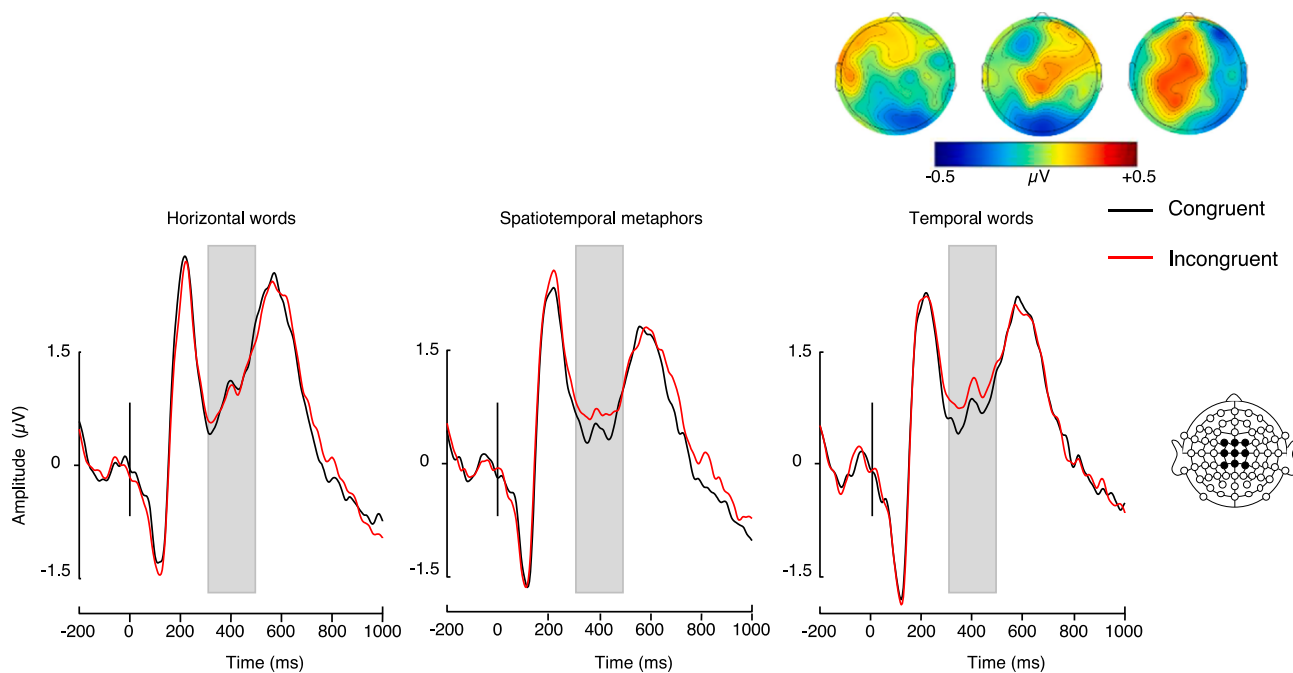 -0.5 +0.5
µV
Horizontal words
Spatiotemporal metaphors
Temporal words
Congruent
Incongruent
Amplitude (µV)
1.5
0
-1.5
-200 0 200 400 600 800 1000
Time (ms)
1.5
0
-1.5
-200 0 200 400 600 800 1000
Time (ms)
1.5
0
-1.5
-200 0 200 400 600 800 1000
Time (ms)